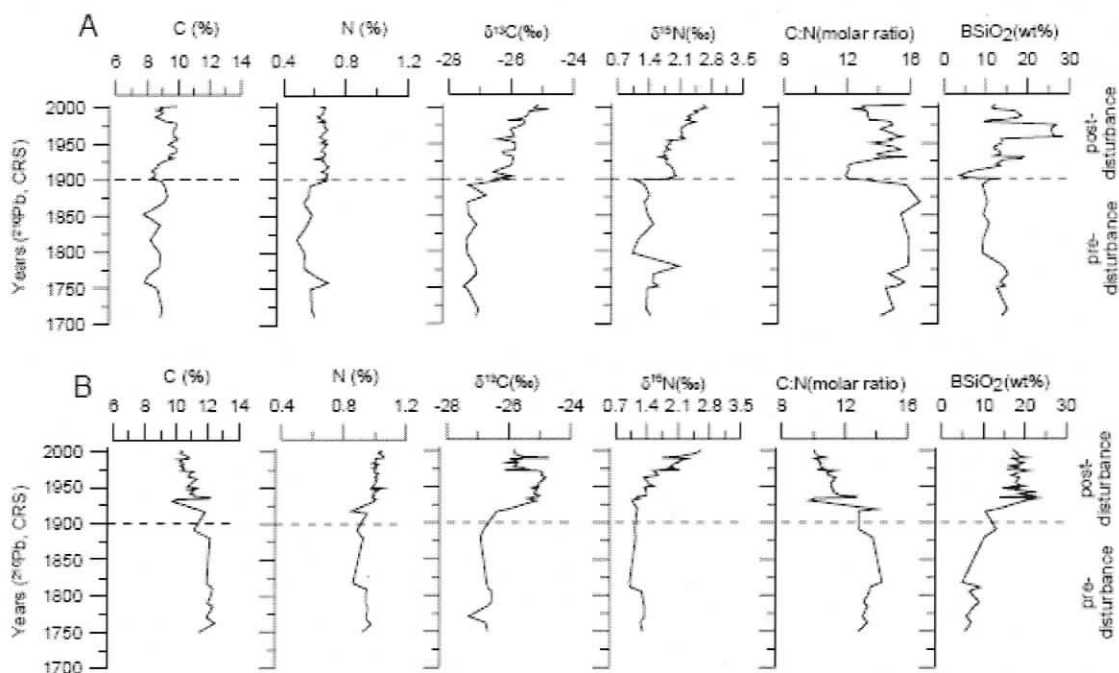 A
C (%) N (%) δ¹³C(‰) δ¹⁵N(‰) C:N(molar ratio) BSiO₂(wt%)
6 8 10 12 14 0.4 0.8 1.2 -28 -26 -24 0.7 1.4 2.1 2.8 3.5 8 12 18 0 10 20 30
2000
1950
1900
1850
1800
1750
1700
Years (²¹⁰Pb, CRS)
post-disturbance
pre-disturbance
B
C (%) N (%) δ¹³C(‰) δ¹⁵N(‰) C:N(molar ratio) BSiO₂(wt%)
6 8 10 12 14 0.4 0.8 1.2 -28 -26 -24 0.7 1.4 2.1 2.8 3.5 8 13 18 0 10 20 30
2000
1950
1900
1850
1800
1750
1700
Years (²¹⁰Pb, CRS)
post-disturbance
pre-disturbance